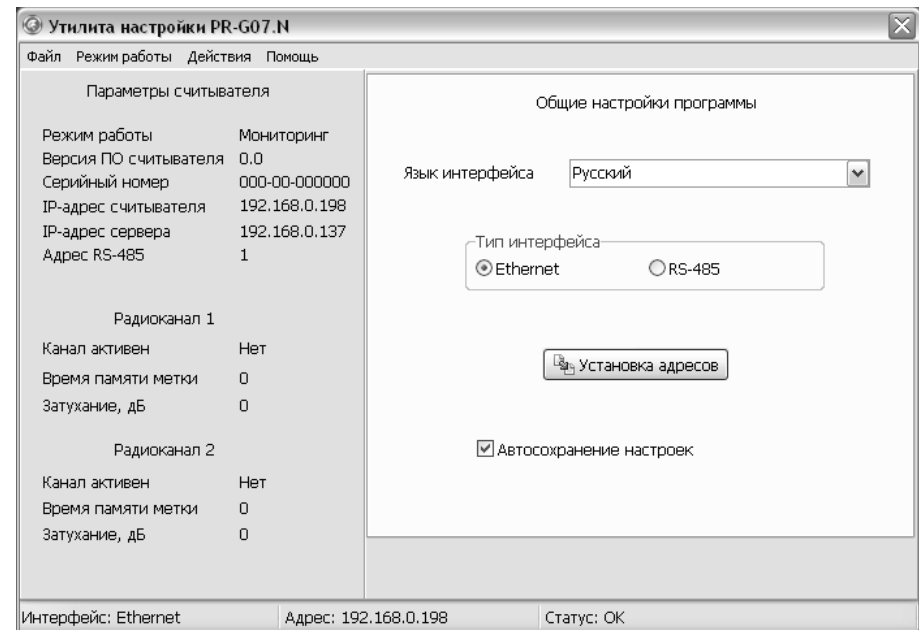 Утилита настройки PR-G07.N
Файл Режим работы Действия Помощь
Параметры считывателя
Режим работы Мониторинг
Версия ПО считывателя 0.0
Серийный номер 000-00-000000
IP-адрес считывателя 192.168.0.198
IP-адрес сервера 192.168.0.137
Адрес RS-485 1
Радиоканал 1
Канал активен Нет
Время памяти метки 0
Затухание, дБ 0
Радиоканал 2
Канал активен Нет
Время памяти метки 0
Затухание, дБ 0
Общие настройки программы
Язык интерфейса Русский
Тип интерфейса
Ethernet RS-485
Установка адресов
Автосохранение настроек
Интерфейс: Ethernet Адрес: 192.168.0.198 Статус: OK